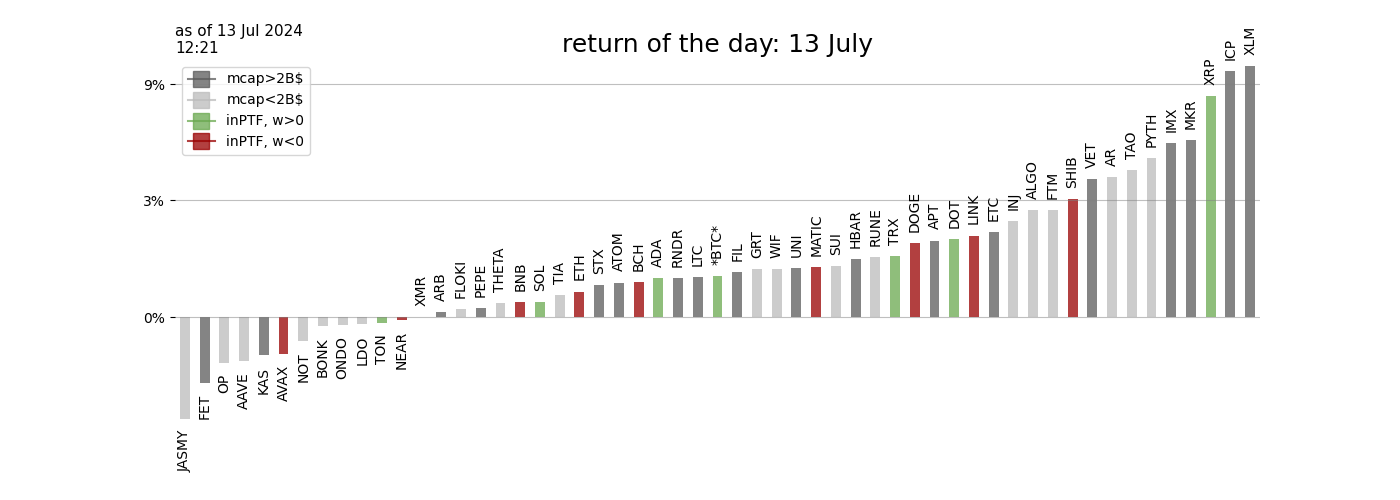 as of 13 Jul 2024
12:21
return of the day: 13 July
mcap>2B$
mcap<2B$
inPTF, w>0
inPTF, w<0
9%
3%
0%
JASMY
FET
OP
AAVE
KAS
AVAX
NOT
BONK
ONDO
LDO
TON
NEAR
XMR
ARB
FLOKI
PEPE
THETA
BNB
SOL
TIA
ETH
STX
ATOM
BCH
ADA
RNDR
LTC
*BTC*
FIL
GRT
WIF
UNI
MATIC
SUI
HBAR
RUNE
TRX
DOGE
APT
DOT
LINK
ETC
INJ
ALGO
FTM
SHIB
VET
AR
TAO
PYTH
IMX
MKR
XRP
ICP
XLM